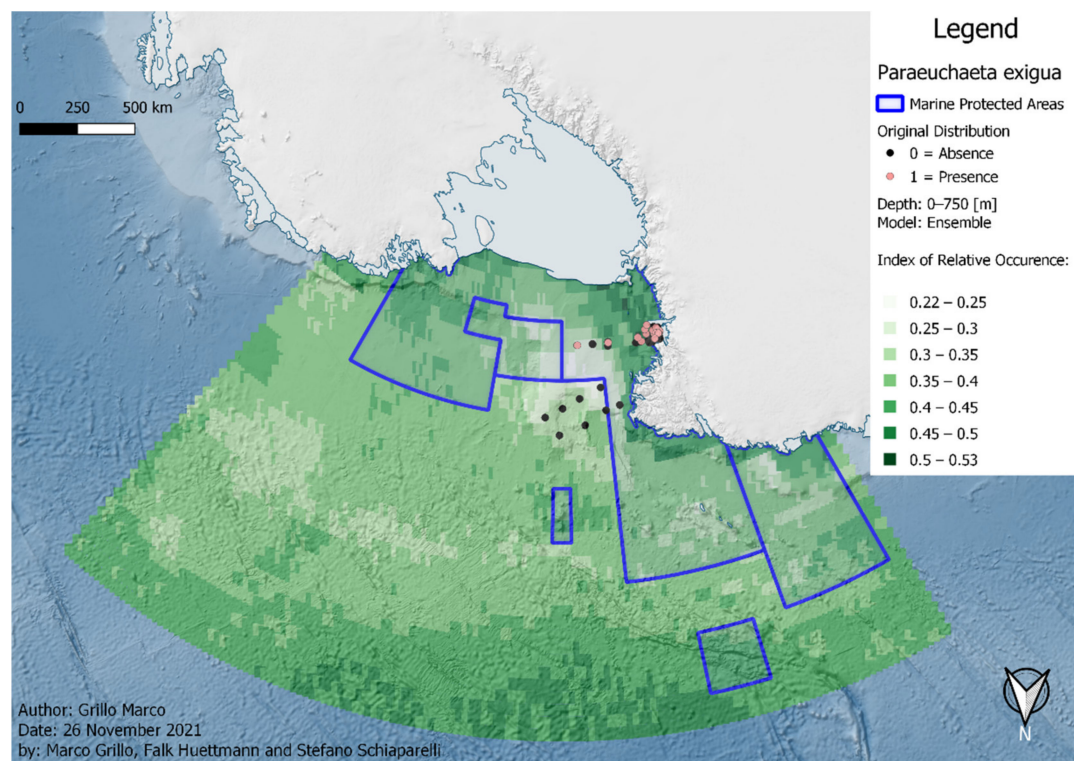 Legend
Paraeuchaeta exigua
Marine Protected Areas
Original Distribution
0 = Absence
1 = Presence
Depth: 0–750 [m]
Model: Ensemble
Index of Relative Occurence:
0.22 – 0.25
0.25 – 0.3
0.3 – 0.35
0.35 – 0.4
0.4 – 0.45
0.45 – 0.5
0.5 – 0.53
0 250 500 km
Author: Grillo Marco
Date: 26 November 2021
by: Marco Grillo, Falk Huettmann and Stefano Schiaparelli
N